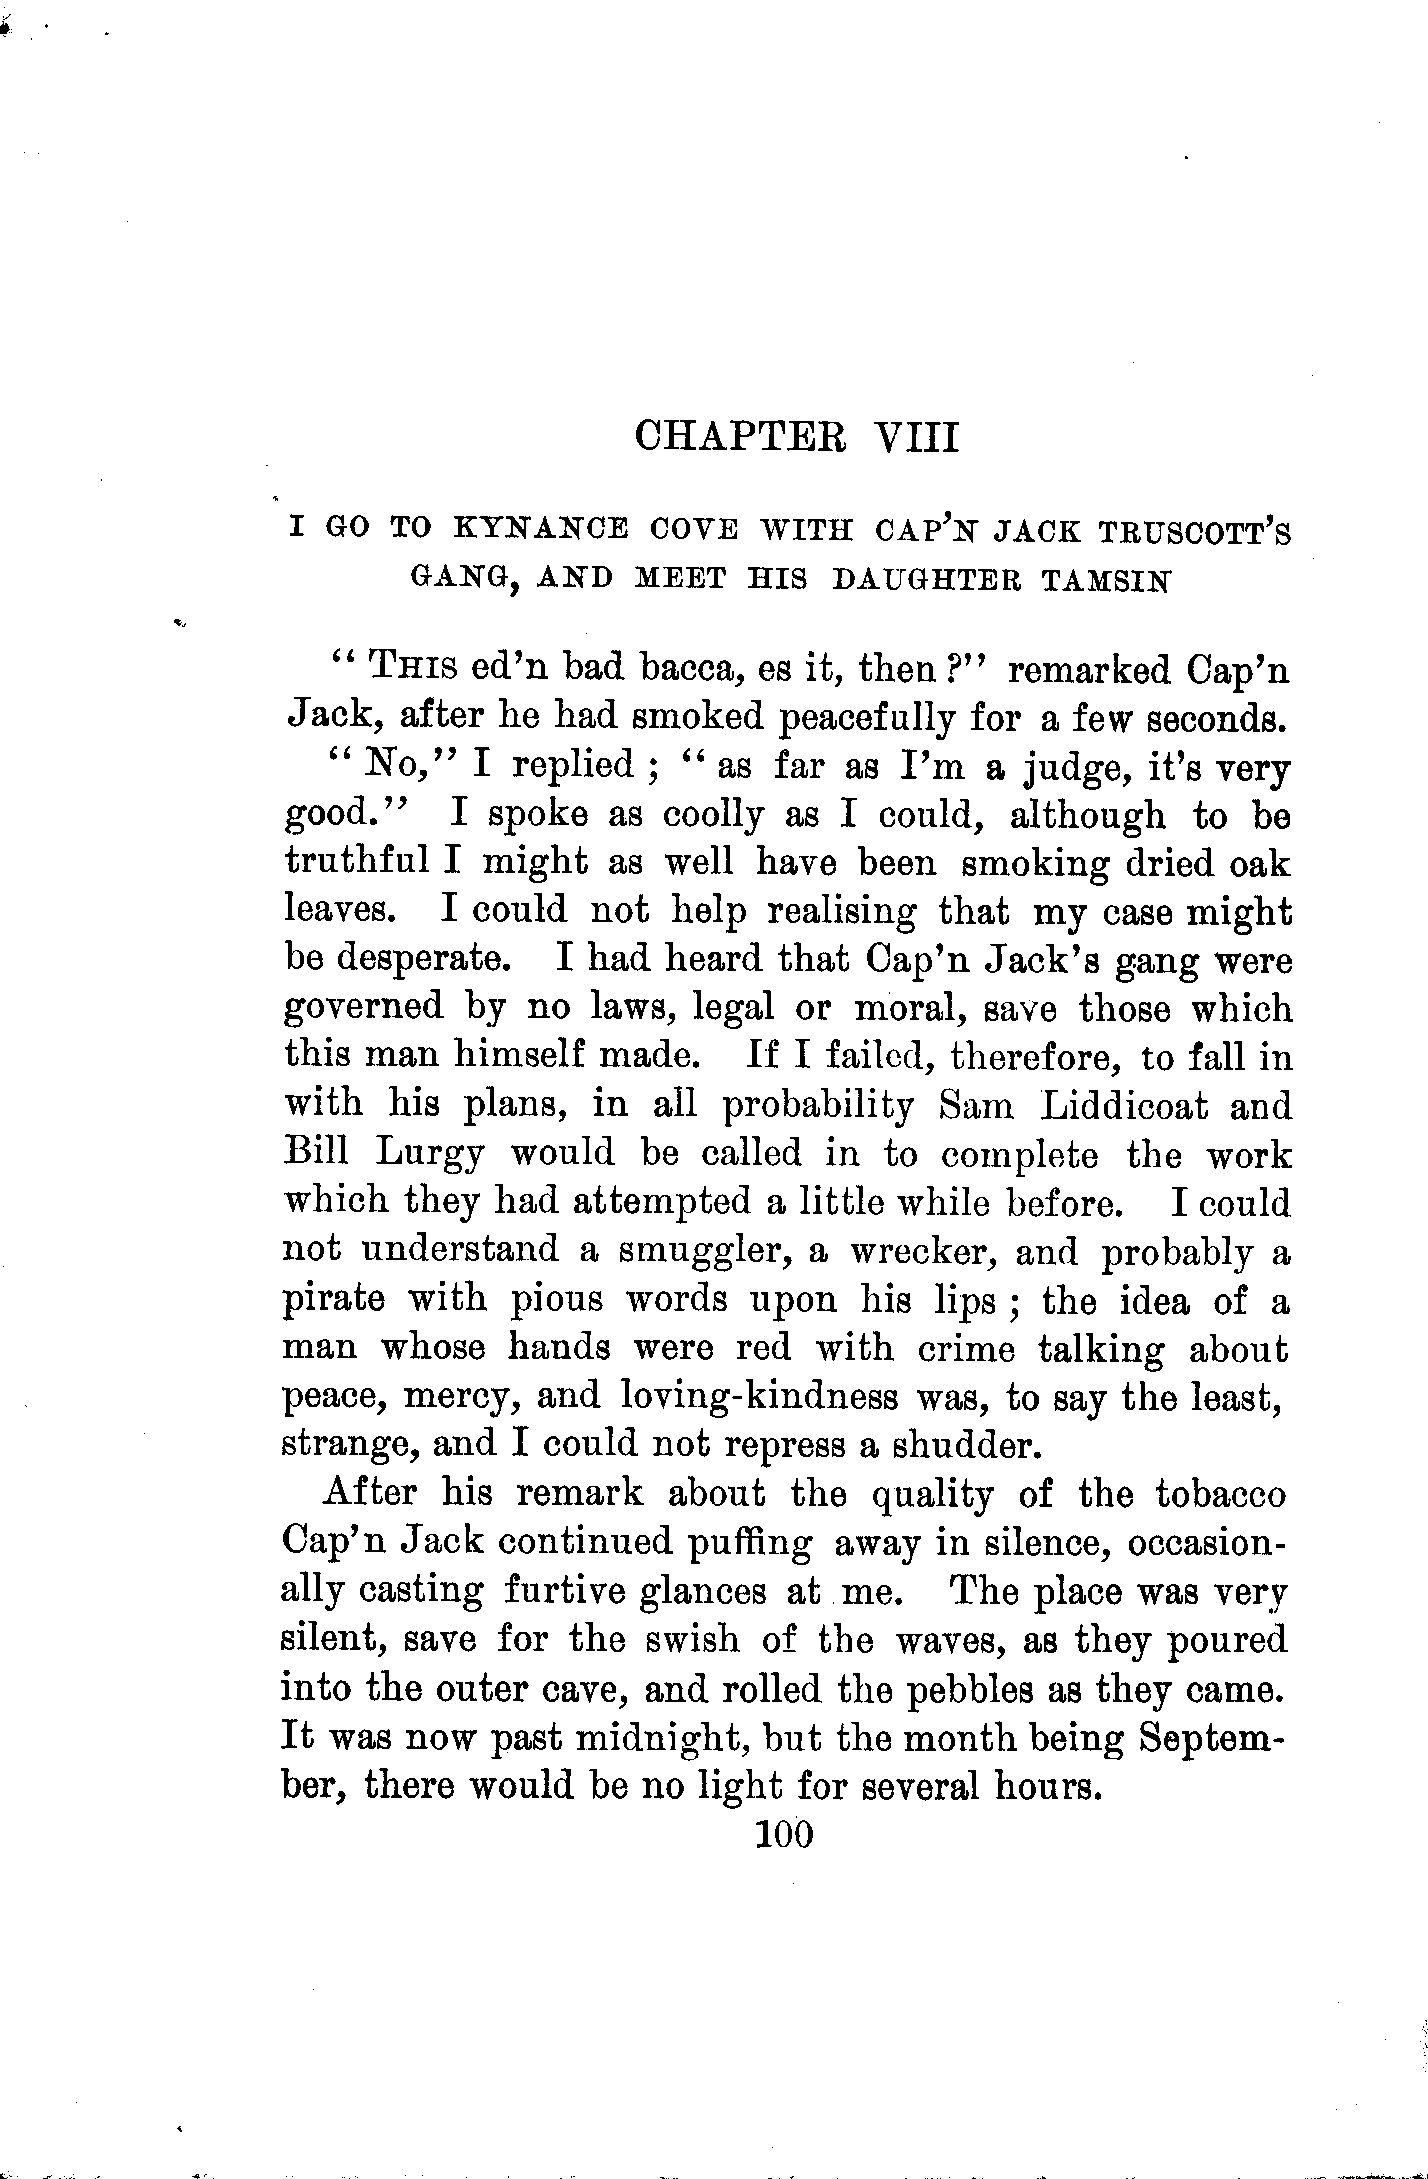 CHAPTER VIII
I GO TO KYNANCE COVE WITH CAP'N JACK TRUSCOTT'S
GANG, AND MEET HIS DAUGHTER TAMSIN
“ THIS ed'n bad bacca, es it, then ?” remarked Cap'n
Jack, after he had smoked peacefully for a few seconds.
“ No,” I replied ; “ as far as I'm a judge, it's very
good.” I spoke as coolly as I could, although to be
truthful I might as well have been smoking dried oak
leaves. I could not help realising that my case might
be desperate. I had heard that Cap'n Jack's gang were
governed by no laws, legal or moral, save those which
this man himself made. If I failed, therefore, to fall in
with his plans, in all probability Sam Liddicoat and
Bill Lurgy would be called in to complete the work
which they had attempted a little while before. I could
not understand a smuggler, a wrecker, and probably a
pirate with pious words upon his lips ; the idea of a
man whose hands were red with crime talking about
peace, mercy, and loving-kindness was, to say the least,
strange, and I could not repress a shudder.
After his remark about the quality of the tobacco
Cap'n Jack continued puffing away in silence, occasion-
ally casting furtive glances at me. The place was very
silent, save for the swish of the waves, as they poured
into the outer cave, and rolled the pebbles as they came.
It was now past midnight, but the month being Septem-
ber, there would be no light for several hours.
100